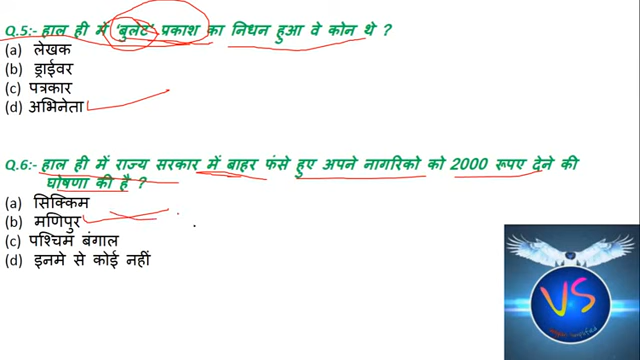 Q.5:- हाल ही में 'बुलेट' प्रकाश का निधन हुआ वे कोन थे ?
(a) लेखक
(b) ड्राईवर
(c) पत्रकार
(d) अभिनेता
Q.6:- हाल ही में राज्य सरकार में बाहर फंसे हुए अपने नागरिको को 2000 रूपए देने की
घोषणा की है ?
(a) सिक्किम
(b) मणिपुर
(c) पश्चिम बंगाल
(d) इनमे से कोई नहीं
VS